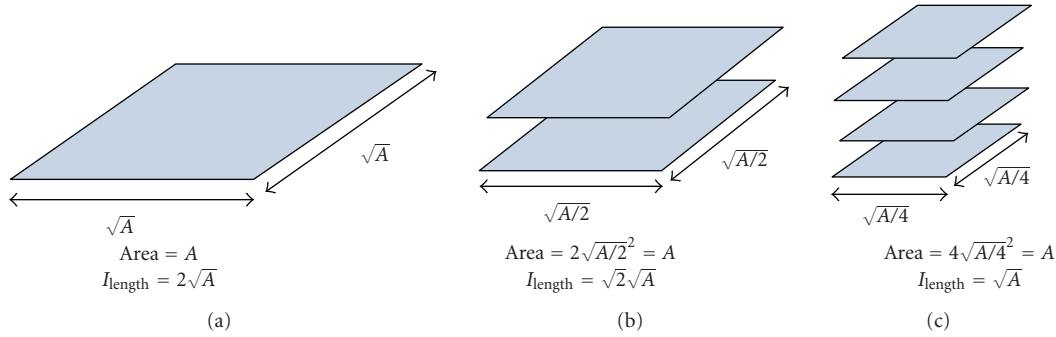 √A
√A
Area = A
I_length = 2√A
(a)
√A/2
√A/2
Area = 2√A/2² = A
I_length = √2√A
(b)
√A/4
√A/4
Area = 4√A/4² = A
I_length = √A
(c)